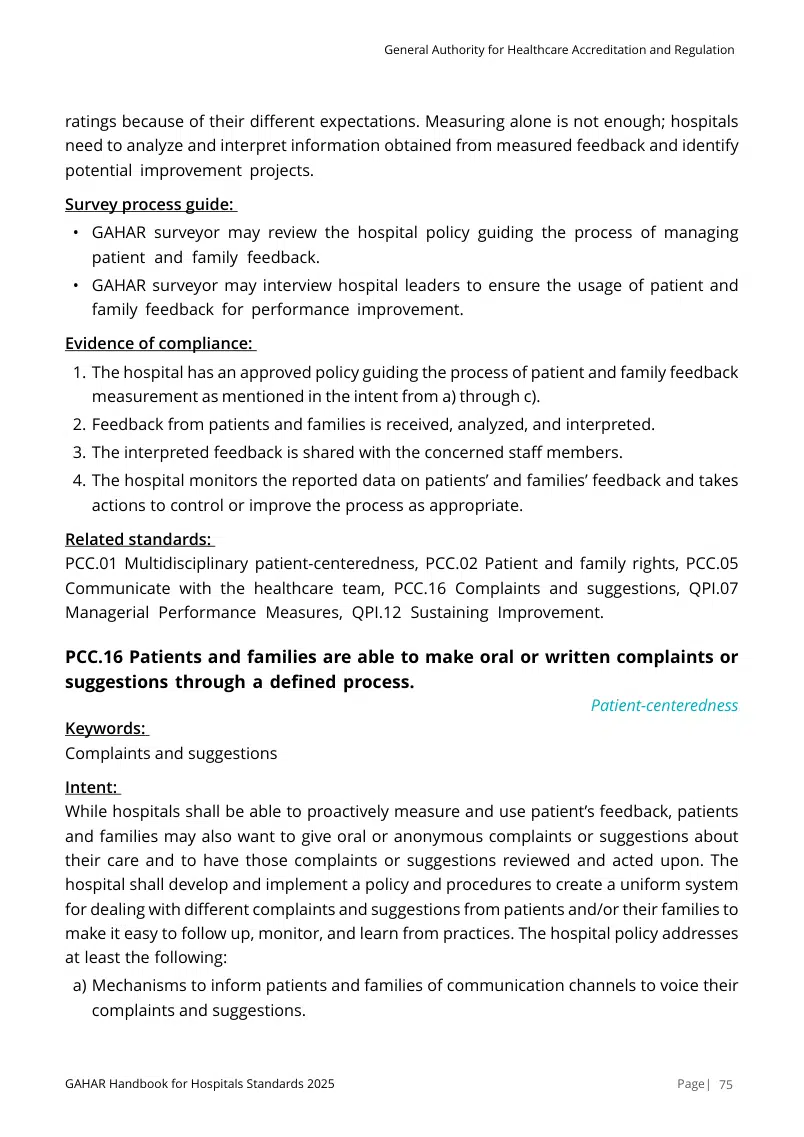 General Authority for Healthcare Accreditation and Regulation
ratings because of their different expectations. Measuring alone is not enough; hospitals
need to analyze and interpret information obtained from measured feedback and identify
potential improvement projects.
Survey process guide:
• GAHAR surveyor may review the hospital policy guiding the process of managing
patient and family feedback.
• GAHAR surveyor may interview hospital leaders to ensure the usage of patient and
family feedback for performance improvement.
Evidence of compliance:
1. The hospital has an approved policy guiding the process of patient and family feedback
measurement as mentioned in the intent from a) through c).
2. Feedback from patients and families is received, analyzed, and interpreted.
3. The interpreted feedback is shared with the concerned staff members.
4. The hospital monitors the reported data on patients’ and families’ feedback and takes
actions to control or improve the process as appropriate.
Related standards:
PCC.01 Multidisciplinary patient-centeredness, PCC.02 Patient and family rights, PCC.05
Communicate with the healthcare team, PCC.16 Complaints and suggestions, QPI.07
Managerial Performance Measures, QPI.12 Sustaining Improvement.
PCC.16 Patients and families are able to make oral or written complaints or
suggestions through a defined process.
Patient-centeredness
Keywords:
Complaints and suggestions
Intent:
While hospitals shall be able to proactively measure and use patient’s feedback, patients
and families may also want to give oral or anonymous complaints or suggestions about
their care and to have those complaints or suggestions reviewed and acted upon. The
hospital shall develop and implement a policy and procedures to create a uniform system
for dealing with different complaints and suggestions from patients and/or their families to
make it easy to follow up, monitor, and learn from practices. The hospital policy addresses
at least the following:
a) Mechanisms to inform patients and families of communication channels to voice their
complaints and suggestions.
GAHAR Handbook for Hospitals Standards 2025
Page| 75